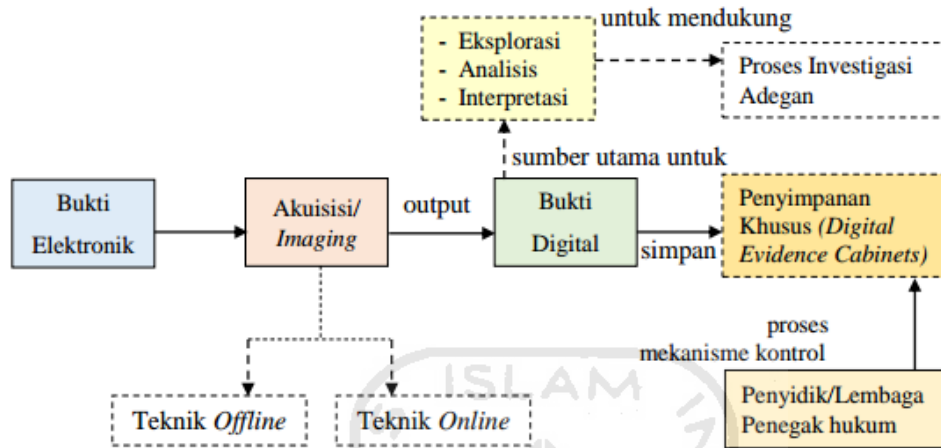 untuk mendukung
- Eksplorasi
- Analisis
- Interpretasi
Proses Investigasi
Adegan
sumber utama untuk
Bukti
Elektronik
Akuisisi/
Imaging
output
Bukti
Digital
simpan
Penyimpanan
Khusus (Digital
Evidence Cabinets)
proses
mekanisme kontrol
Penyidik/Lembaga
Penegak hukum
Teknik Offline
Teknik Online
ISLAM